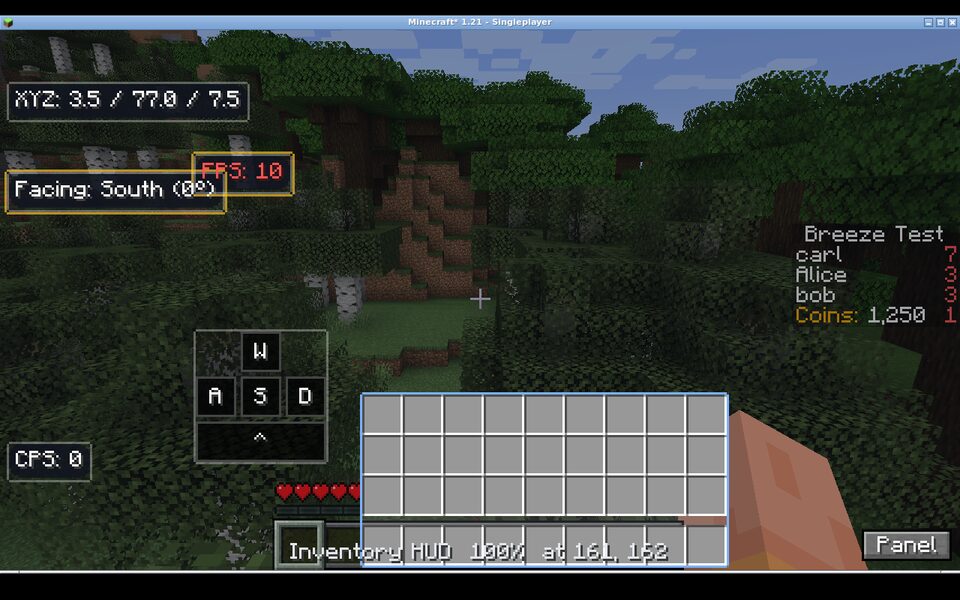 Minecraft* 1.21 - Singleplayer
XYZ: 3.5 / 77.0 / 7.5
FPS: 10
Facing: South (0°)
Breeze Test
carl 7
Alice 3
bob 3
Coins: 1,250 1
W
A S D
^
CPS: 0
Inventory HUD 100% at 161, 162
Panel